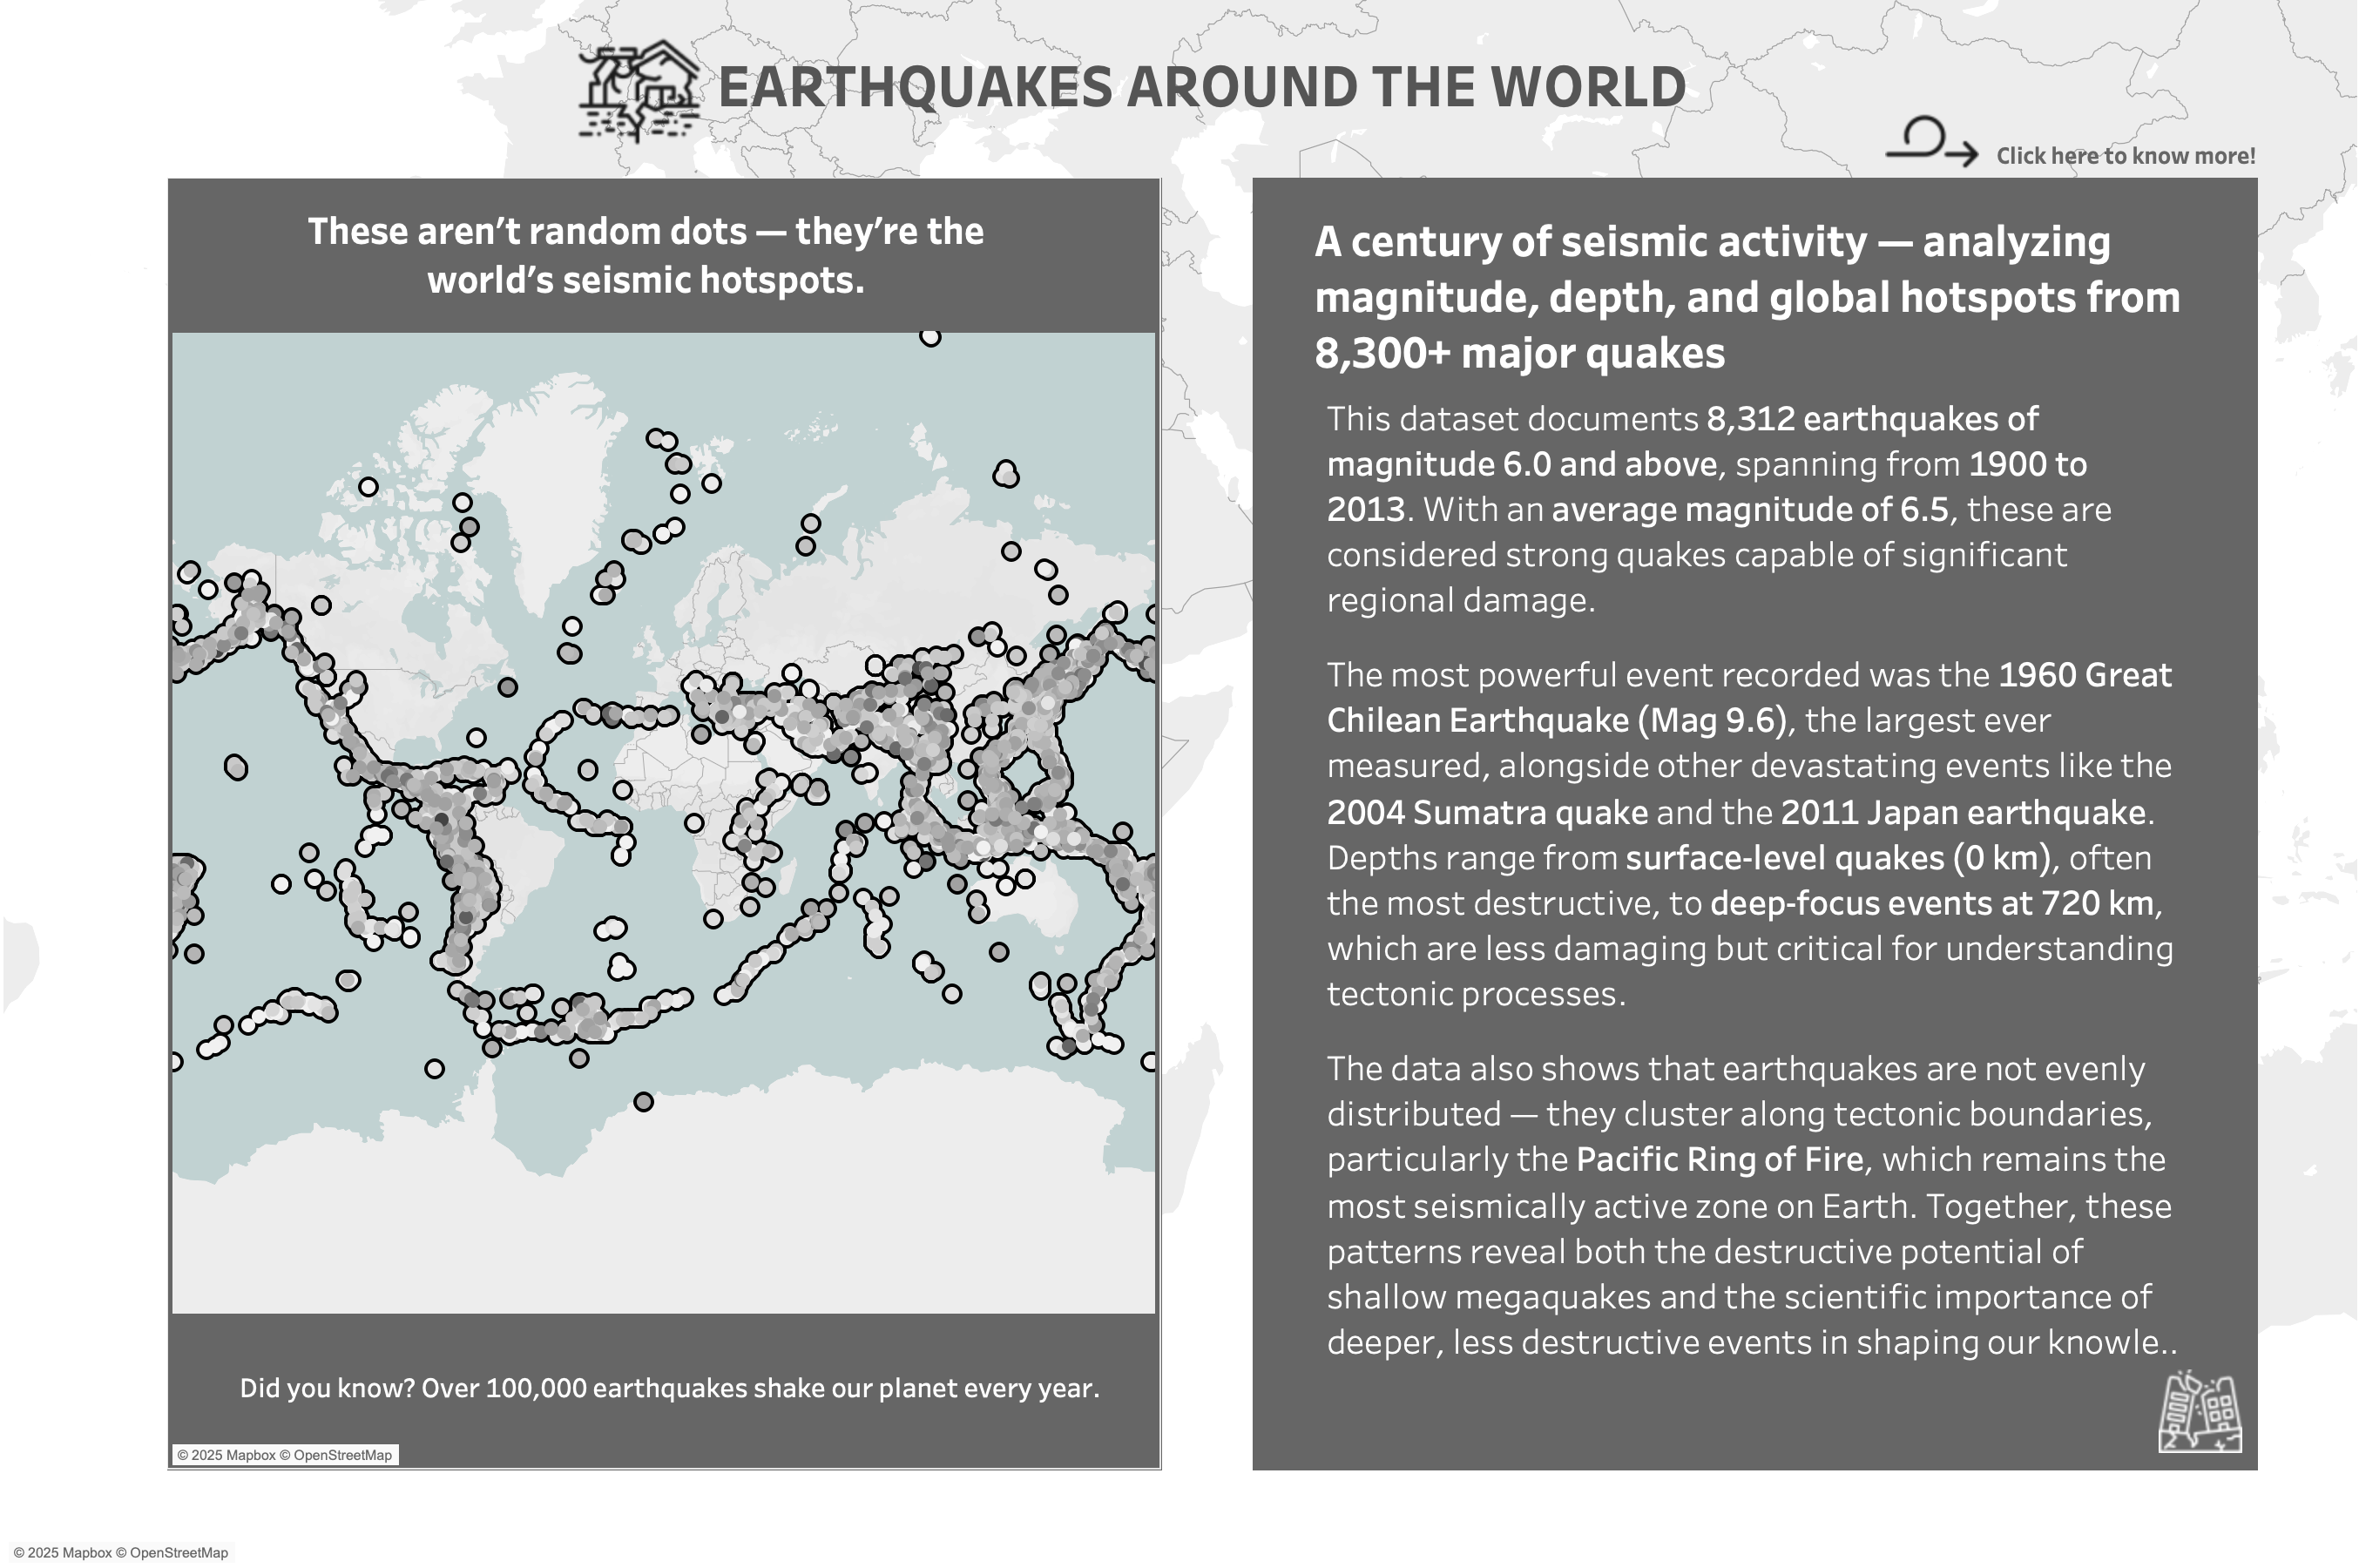 EARTHQUAKES AROUND THE WORLD
Click here to know more!
These aren’t random dots — they’re the
world’s seismic hotspots.
Did you know? Over 100,000 earthquakes shake our planet every year.
© 2025 Mapbox © OpenStreetMap
A century of seismic activity — analyzing
magnitude, depth, and global hotspots from
8,300+ major quakes
This dataset documents 8,312 earthquakes of
magnitude 6.0 and above, spanning from 1900 to
2013. With an average magnitude of 6.5, these are
considered strong quakes capable of significant
regional damage.
The most powerful event recorded was the 1960 Great
Chilean Earthquake (Mag 9.6), the largest ever
measured, alongside other devastating events like the
2004 Sumatra quake and the 2011 Japan earthquake.
Depths range from surface-level quakes (0 km), often
the most destructive, to deep-focus events at 720 km,
which are less damaging but critical for understanding
tectonic processes.
The data also shows that earthquakes are not evenly
distributed — they cluster along tectonic boundaries,
particularly the Pacific Ring of Fire, which remains the
most seismically active zone on Earth. Together, these
patterns reveal both the destructive potential of
shallow megaquakes and the scientific importance of
deeper, less destructive events in shaping our knowle..
© 2025 Mapbox © OpenStreetMap